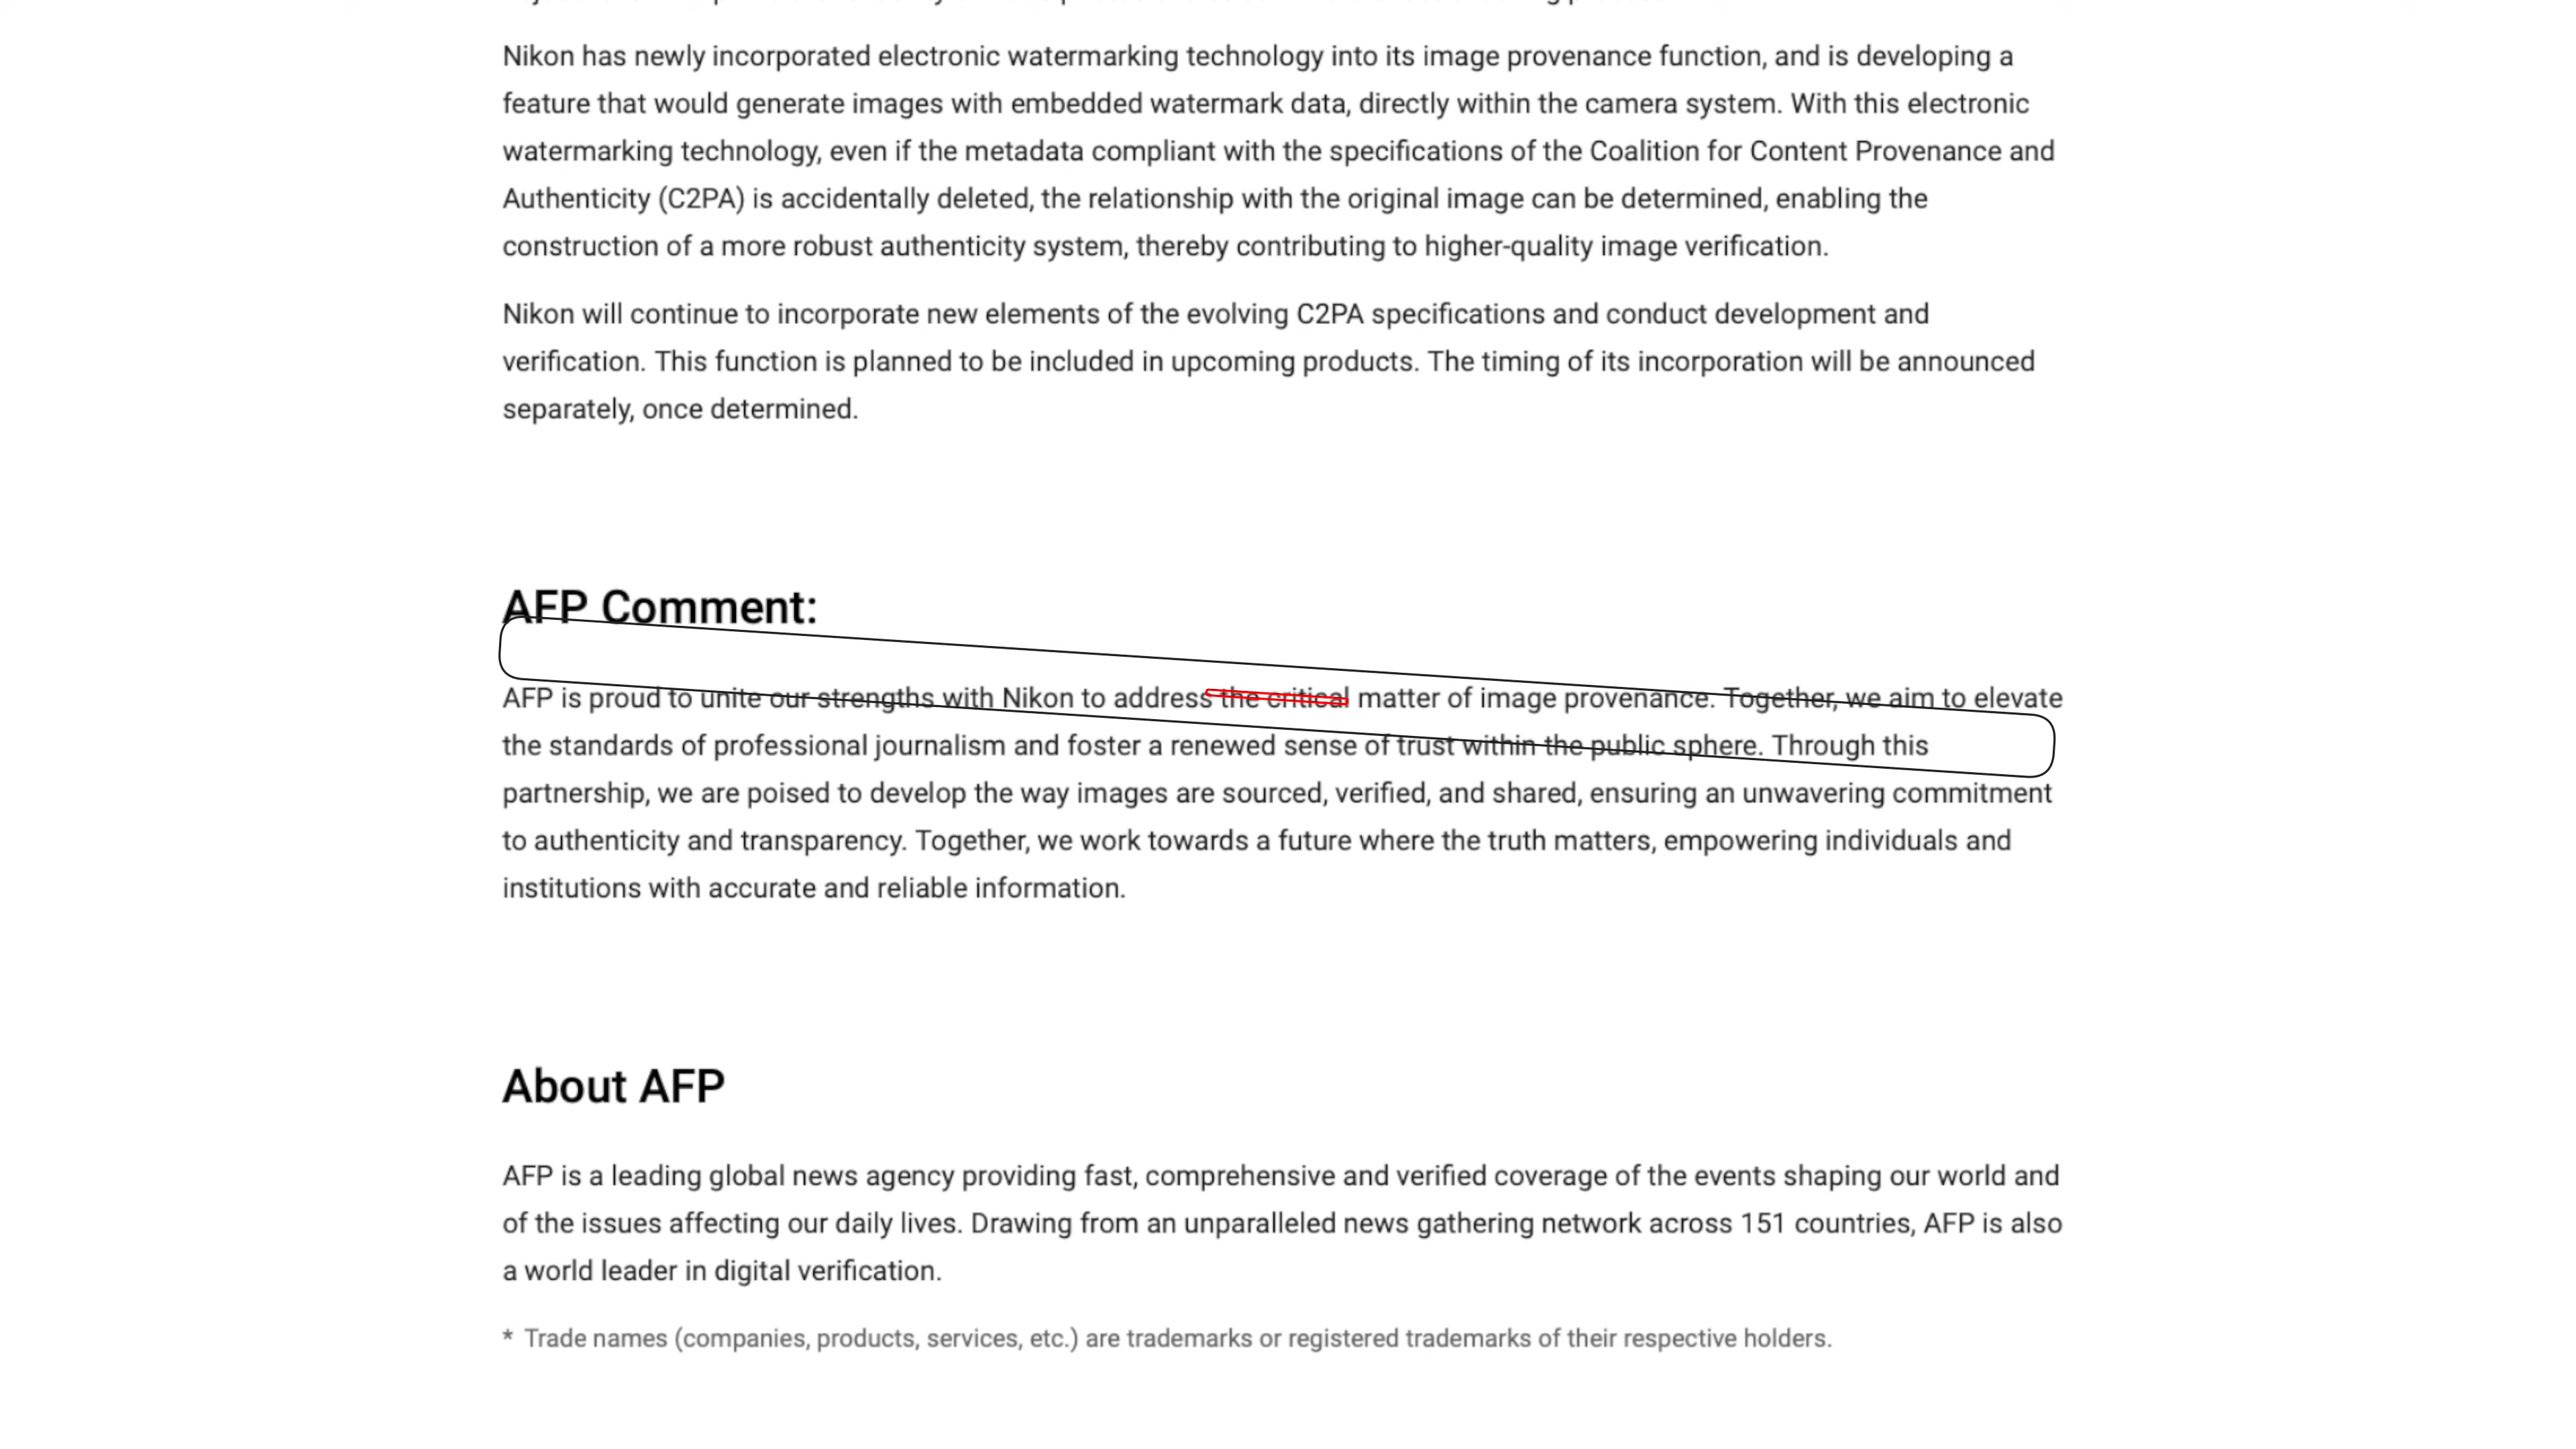 Nikon has newly incorporated electronic watermarking technology into its image provenance function, and is developing a
feature that would generate images with embedded watermark data, directly within the camera system. With this electronic
watermarking technology, even if the metadata compliant with the specifications of the Coalition for Content Provenance and
Authenticity (C2PA) is accidentally deleted, the relationship with the original image can be determined, enabling the
construction of a more robust authenticity system, thereby contributing to higher-quality image verification.
Nikon will continue to incorporate new elements of the evolving C2PA specifications and conduct development and
verification. This function is planned to be included in upcoming products. The timing of its incorporation will be announced
separately, once determined.
AFP Comment:
AFP is proud to unite our strengths with Nikon to address the critical matter of image provenance. Together, we aim to elevate
the standards of professional journalism and foster a renewed sense of trust within the public sphere. Through this
partnership, we are poised to develop the way images are sourced, verified, and shared, ensuring an unwavering commitment
to authenticity and transparency. Together, we work towards a future where the truth matters, empowering individuals and
institutions with accurate and reliable information.
About AFP
AFP is a leading global news agency providing fast, comprehensive and verified coverage of the events shaping our world and
of the issues affecting our daily lives. Drawing from an unparalleled news gathering network across 151 countries, AFP is also
a world leader in digital verification.
* Trade names (companies, products, services, etc.) are trademarks or registered trademarks of their respective holders.